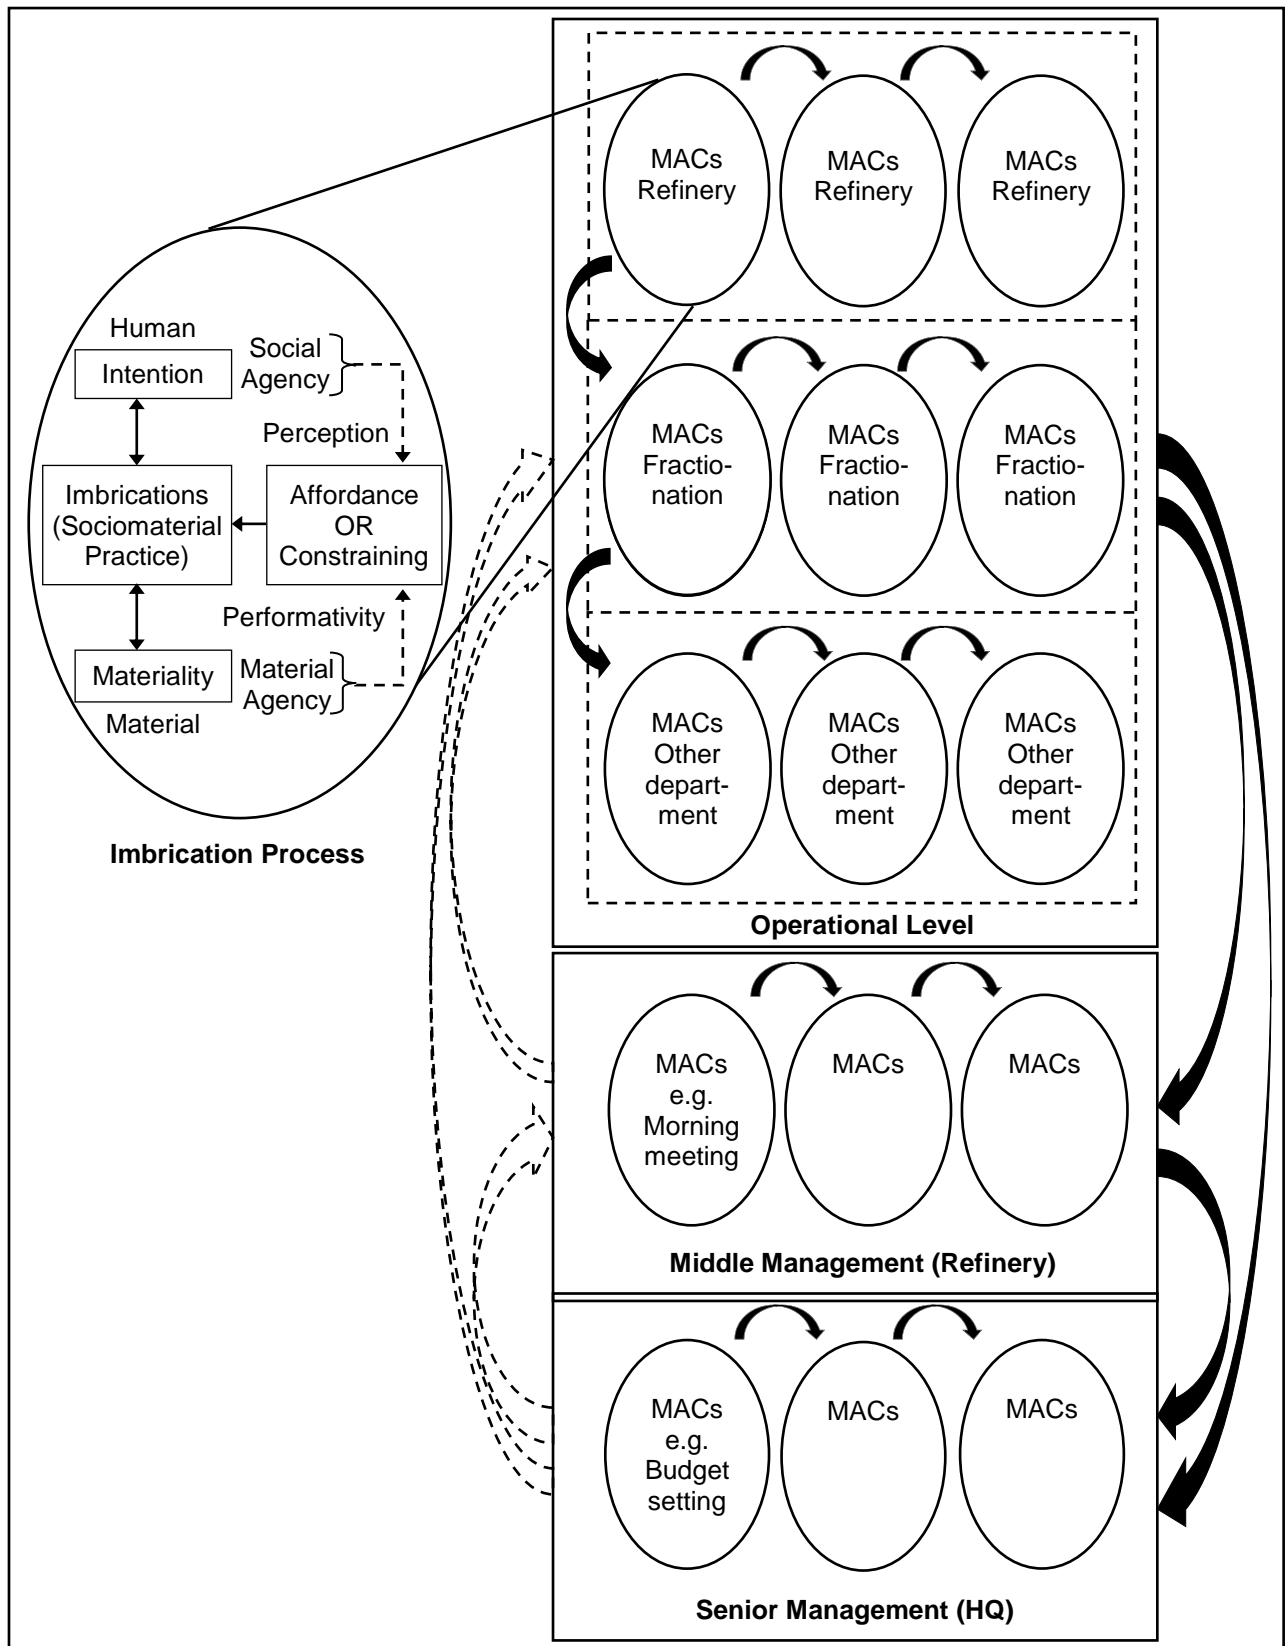 MACs
Refinery
MACs
Refinery
MACs
Refinery
Human
Intention
Social
Agency
Perception
Imbrications
(Sociomaterial
Practice)
Affordance
OR
Constraining
Performativity
Materiality
Material
Agency
Material
Imbrication Process
MACs
Fractio-
nation
MACs
Fractio-
nation
MACs
Fractio-
nation
MACs
Other
depart-
ment
MACs
Other
depart-
ment
MACs
Other
depart-
ment
Operational Level
MACs
e.g.
Morning
meeting
MACs
MACs
Middle Management (Refinery)
MACs
e.g.
Budget
setting
MACs
MACs
Senior Management (HQ)